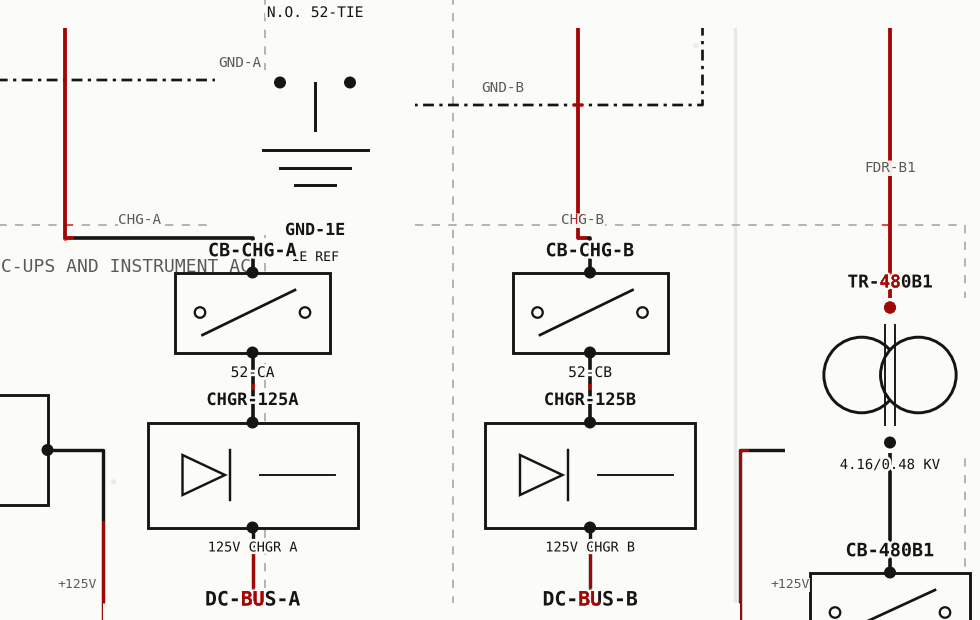 N.O. 52-TIE
GND-A
GND-B
FDR-B1
CHG-A
CHG-B
GND-1E
CB-CHG-A
CB-CHG-B
1E REF
C-UPS AND INSTRUMENT AC
TR-480B1
52-CA
52-CB
CHGR-125A
CHGR-125B
4.16/0.48 KV
125V CHGR A
125V CHGR B
CB-480B1
+125V
+125V
DC-BUS-A
DC-BUS-B